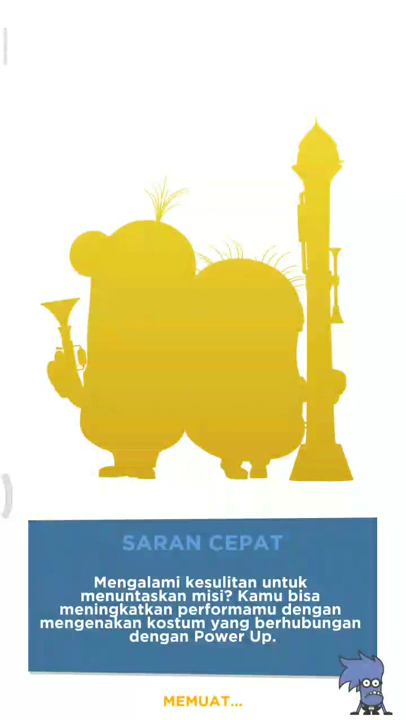 SARAN CEPAT
Mengalami kesulitan untuk
menuntaskan misi? Kamu bisa
meningkatkan performamu dengan
mengenakan kostum yang berhubungan
dengan Power Up.
MEMUAT...